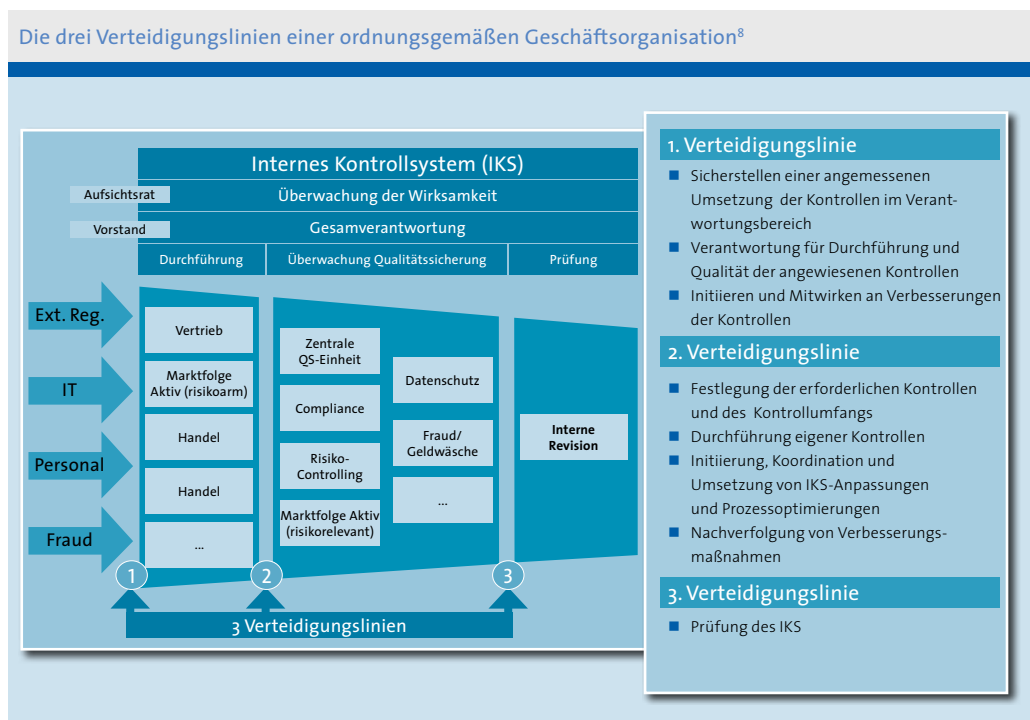 Die drei Verteidigungslinien einer ordnungsgemäßen Geschäftsorganisation⁸
Internes Kontrollsystem (IKS)
Aufsichtsrat
Überwachung der Wirksamkeit
Vorstand
Gesamverantwortung
Durchführung
Überwachung Qualitätssicherung
Prüfung
Ext. Reg.
IT
Personal
Fraud
Vertrieb
Marktfolge
Aktiv (risikoarm)
Handel
Handel
...
Zentrale
QS-Einheit
Compliance
Risiko-
Controlling
Marktfolge Aktiv
(risikorelevant)
Datenschutz
Fraud/
Geldwäsche
...
Interne
Revision
1
2
3
3 Verteidigungslinien
1. Verteidigungslinie
■ Sicherstellen einer angemessenen
Umsetzung der Kontrollen im Verant-
wortungsbereich
■ Verantwortung für Durchführung und
Qualität der angewiesenen Kontrollen
■ Initiieren und Mitwirken an Verbesserungen
der Kontrollen
2. Verteidigungslinie
■ Festlegung der erforderlichen Kontrollen
und des Kontrollumfangs
■ Durchführung eigener Kontrollen
■ Initiierung, Koordination und
Umsetzung von IKS-Anpassungen
und Prozessoptimierungen
■ Nachverfolgung von Verbesserungs-
maßnahmen
3. Verteidigungslinie
■ Prüfung des IKS